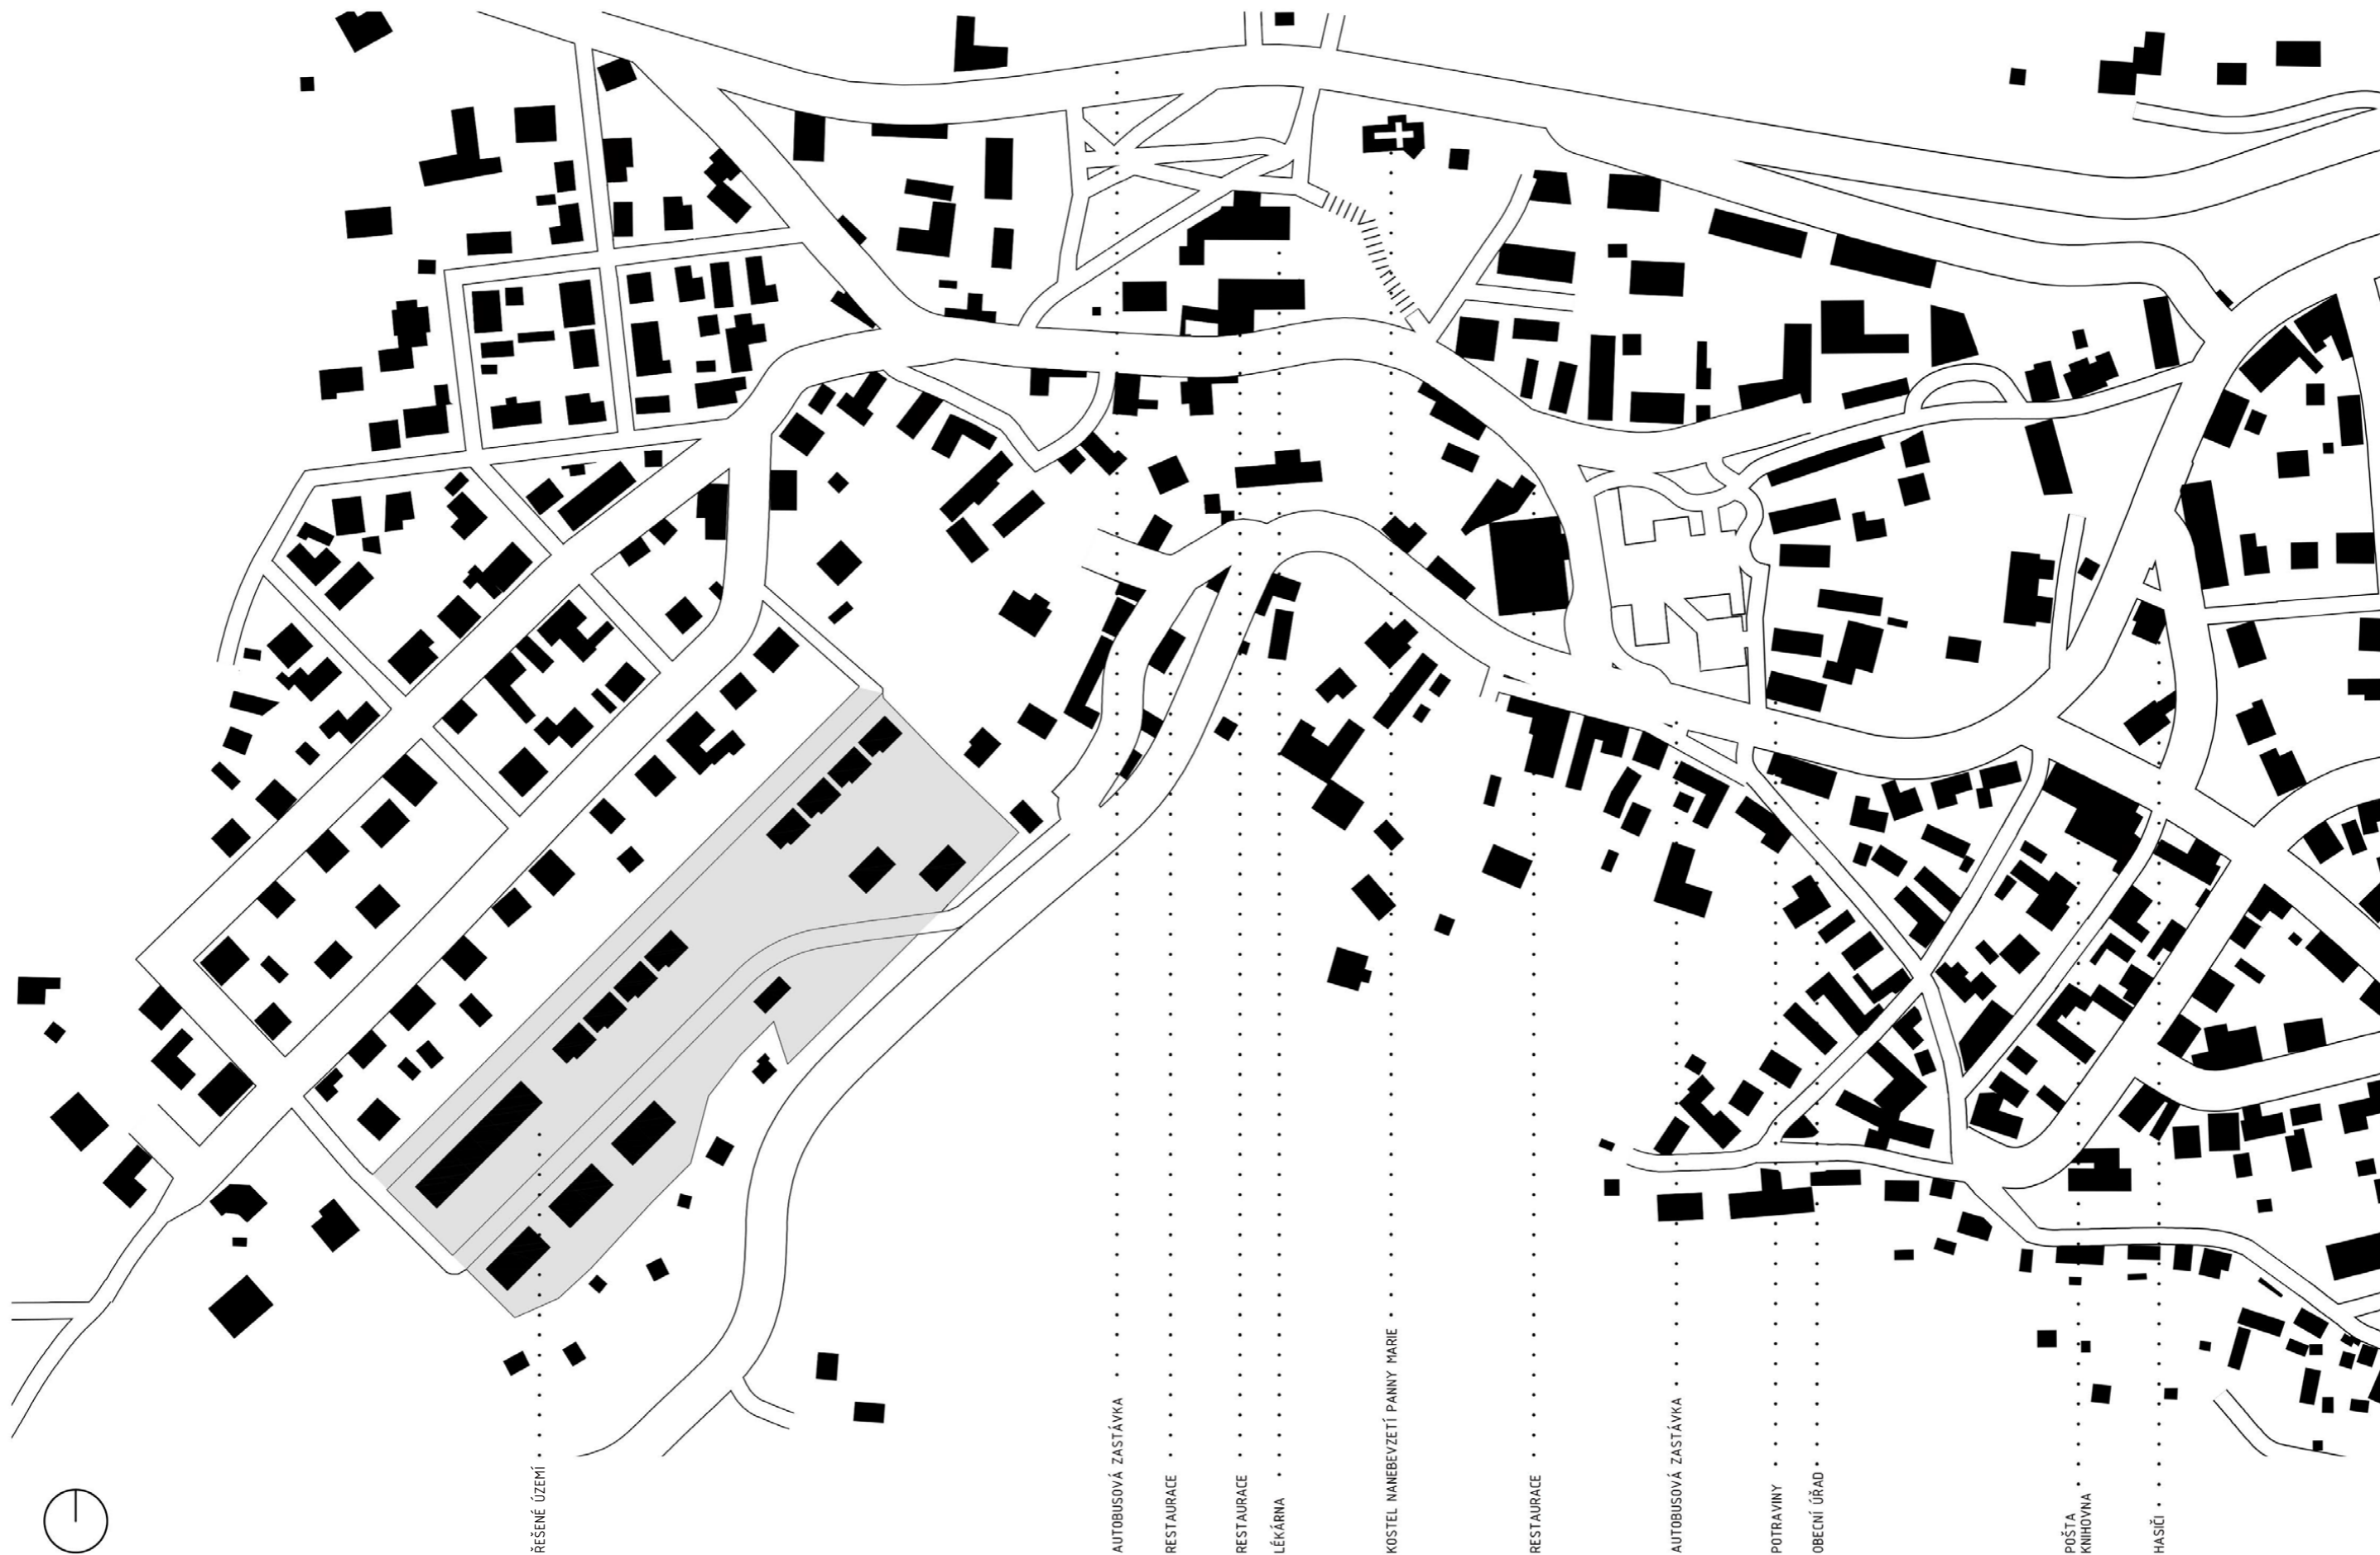 ŘEŠENÉ ÚZEMÍ
AUTOBUSOVÁ ZASTÁVKA
RESTAURACE
RESTAURACE
LÉKÁRNA
KOSTEL NANEBEVZETÍ PANNY MARIE
RESTAURACE
AUTOBUSOVÁ ZASTÁVKA
POTRAVINY
OBECNÍ ÚŘAD
POŠTA
KNIHOVNA
HASIČI